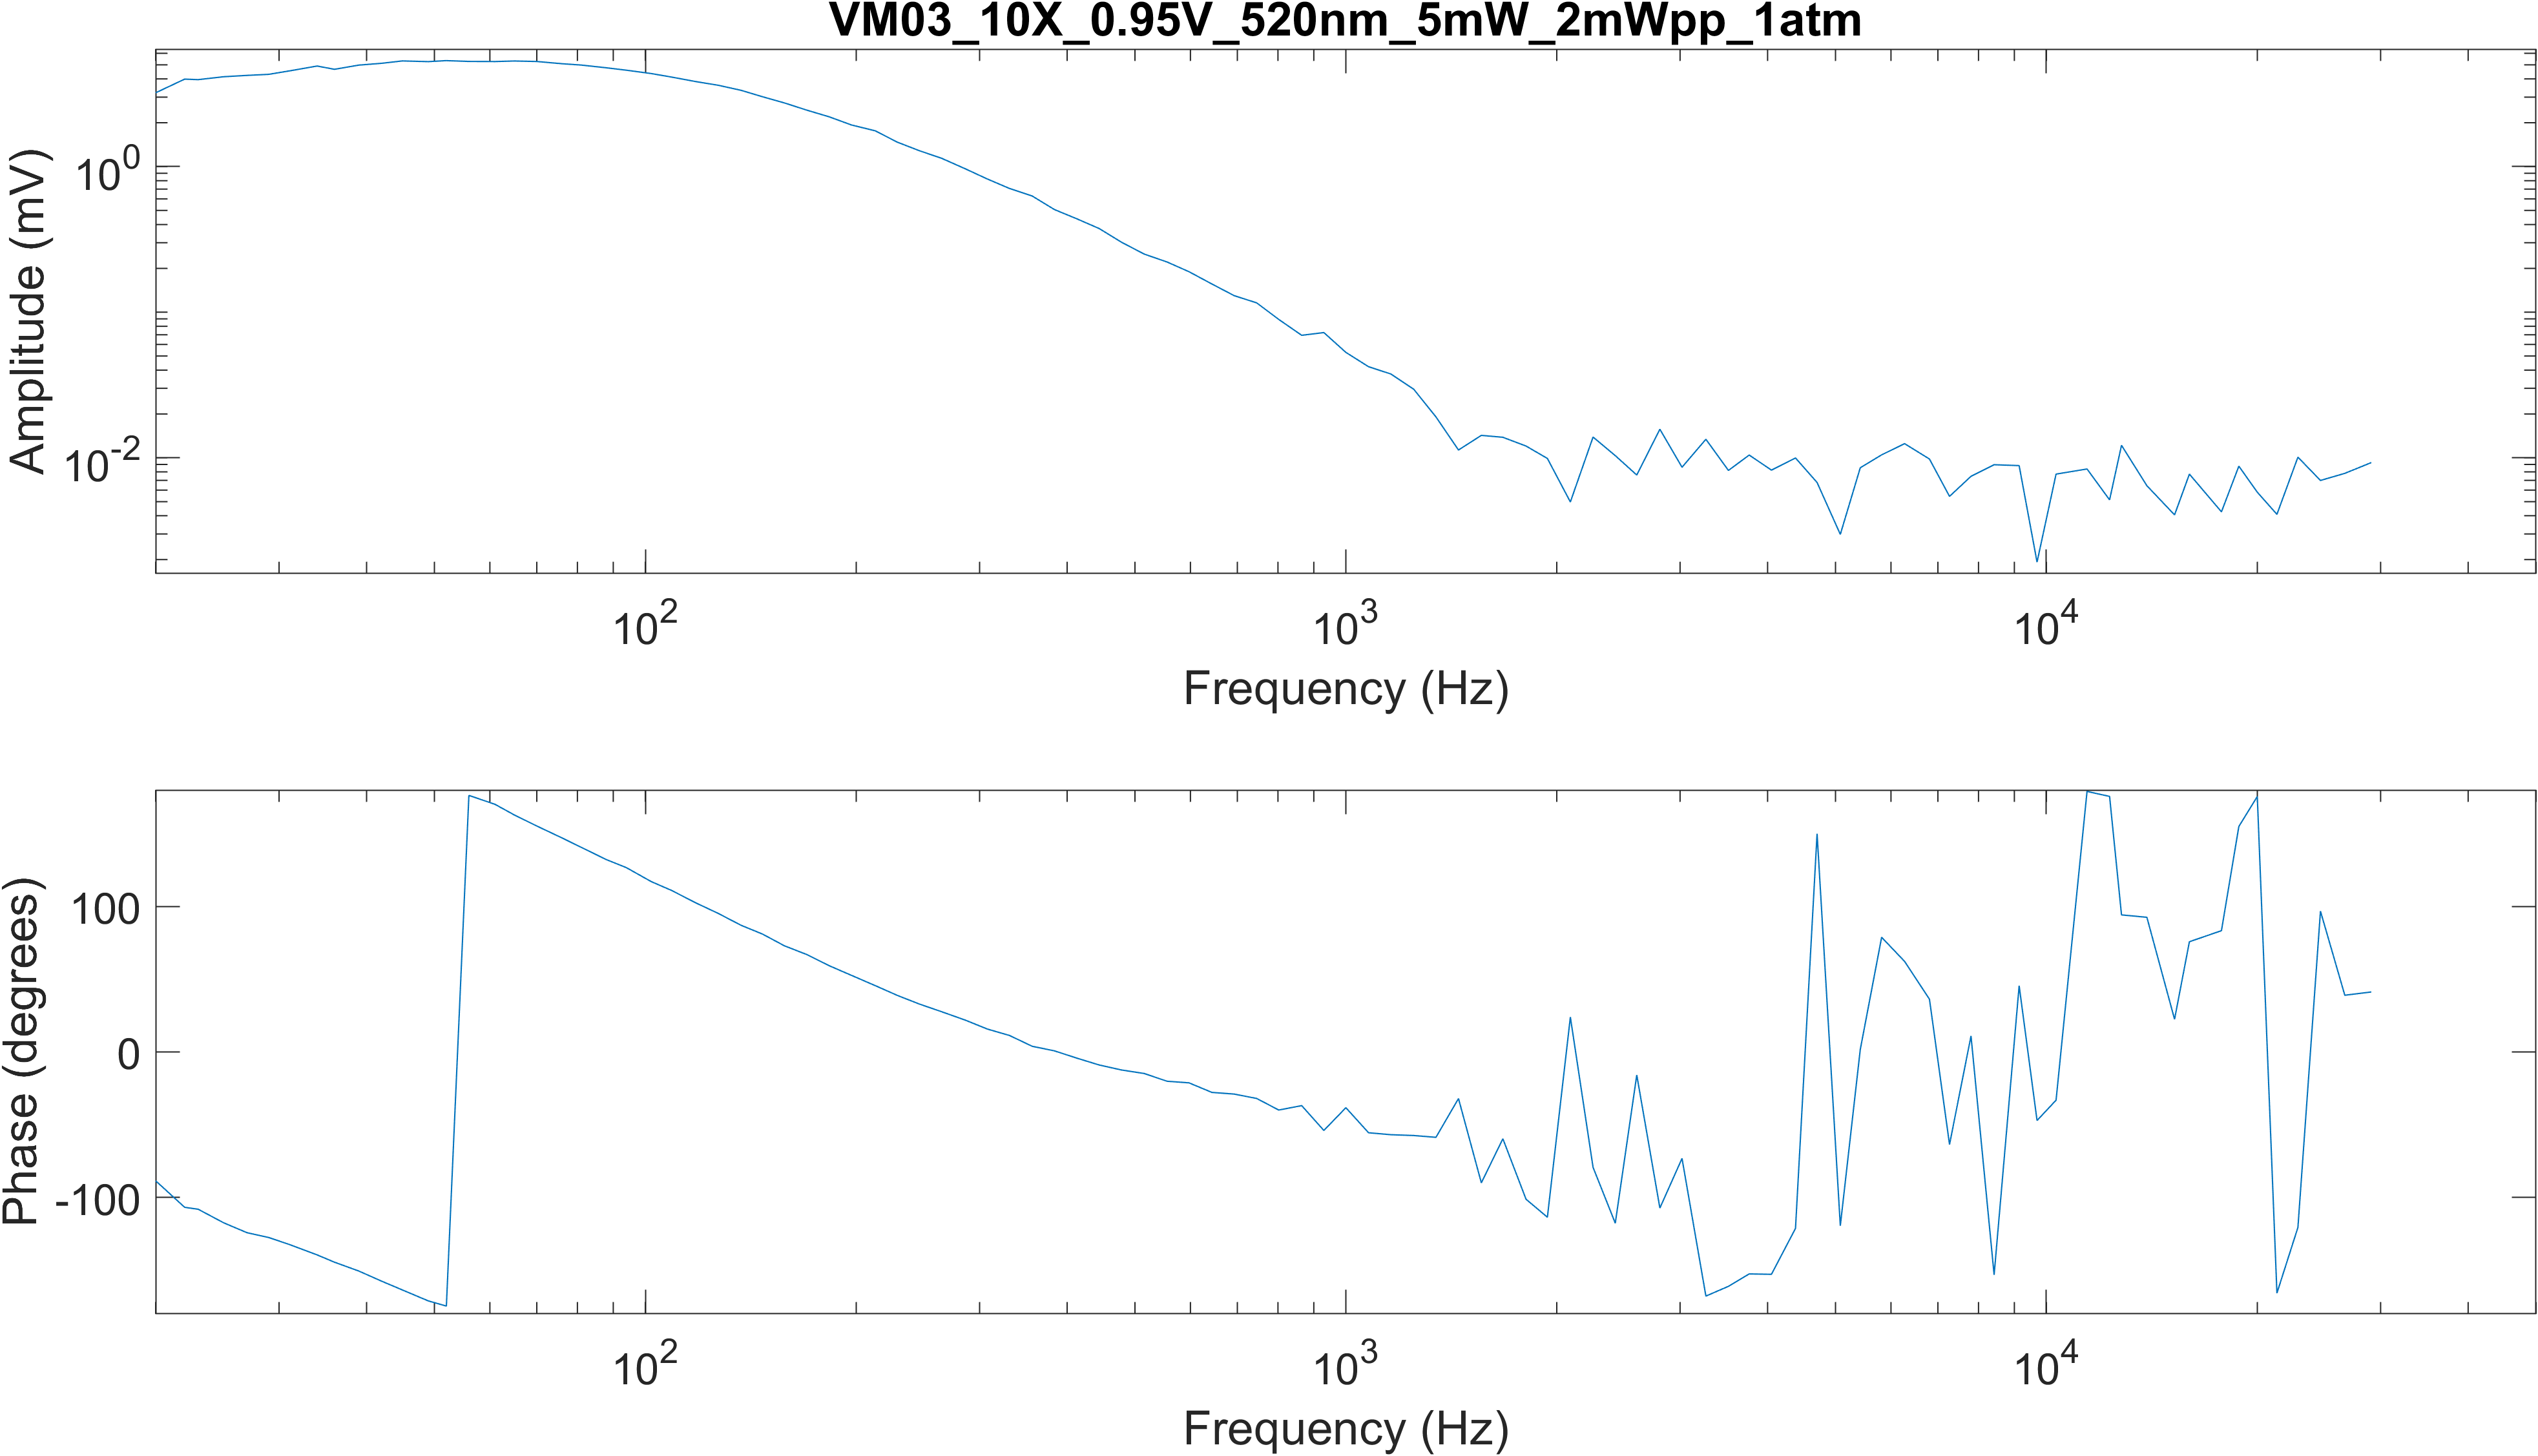 VM03_10X_0.95V_520nm_5mW_2mWpp_1atm
Amplitude (mV)
10^0
10^-2
10^2
10^3
10^4
Frequency (Hz)
Phase (degrees)
100
0
-100
10^2
10^3
10^4
Frequency (Hz)